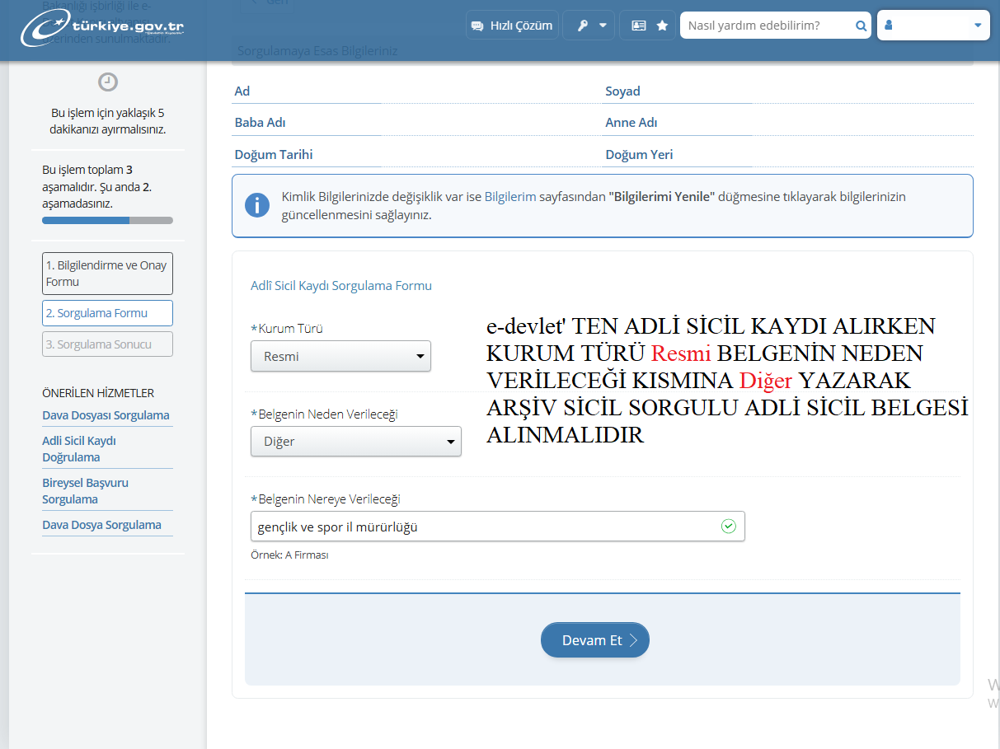 Bakanlığı işbirliği ile e-
türkiye.gov.tr
Geri
Hızlı Çözüm
Nasıl yardım edebilirim?
Sorgulamaya Esas Bilgileriniz
Bu işlem için yaklaşık 5
dakikanızı ayırmalısınız.
Bu işlem toplam 3
aşamalıdır. Şu anda 2.
aşamadasınız.
1. Bilgilendirme ve Onay
Formu
2. Sorgulama Formu
3. Sorgulama Sonucu
ÖNERİLEN HİZMETLER
Dava Dosyası Sorgulama
Adli Sicil Kaydı
Doğrulama
Bireysel Başvuru
Sorgulama
Dava Dosya Sorgulama
Ad
Soyad
Baba Adı
Anne Adı
Doğum Tarihi
Doğum Yeri
Kimlik Bilgilerinizde değişiklik var ise Bilgilerim sayfasından "Bilgilerimi Yenile" düğmesine tıklayarak bilgilerinizin
güncellenmesini sağlayınız.
Adlî Sicil Kaydı Sorgulama Formu
*Kurum Türü
Resmi
*Belgenin Neden Verileceği
Diğer
e-devlet' TEN ADLİ SİCİL KAYDI ALIRKEN
KURUM TÜRÜ Resmi BELGENİN NEDEN
VERİLECEĞİ KISMINA Diğer YAZARAK
ARŞİV SİCİL SORGULU ADLİ SİCİL BELGESİ
ALINMALIDIR
*Belgenin Nereye Verileceği
gençlik ve spor il mürürlüğü
Örnek: A Firması
Devam Et